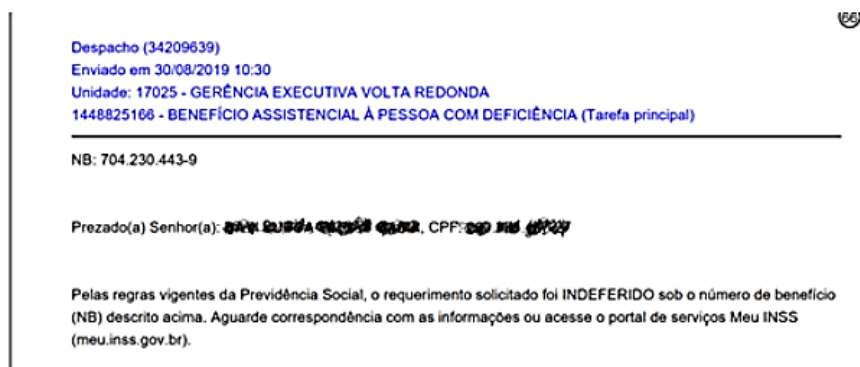 66
Despacho (34209639)
Enviado em 30/08/2019 10:30
Unidade: 17025 - GERÊNCIA EXECUTIVA VOLTA REDONDA
1448825166 - BENEFÍCIO ASSISTENCIAL À PESSOA COM DEFICIÊNCIA (Tarefa principal)
NB: 704.230.443-9
Prezado(a) Senhor(a): , CPF:
Pelas regras vigentes da Previdência Social, o requerimento solicitado foi INDEFERIDO sob o número de benefício
(NB) descrito acima. Aguarde correspondência com as informações ou acesse o portal de serviços Meu INSS
(meu.inss.gov.br).